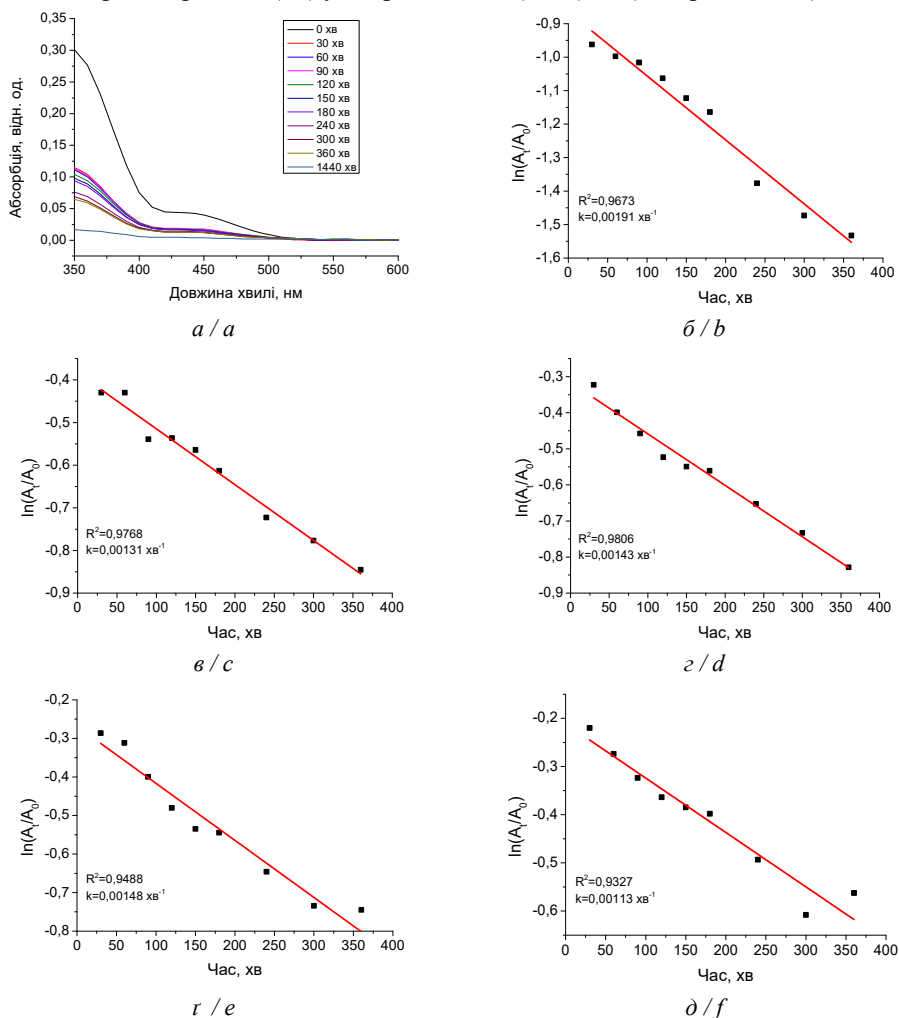 0,35
0,30
0,25
0,20
0,15
0,10
0,05
0,00
Абсорбція, відн. од.
0 хв
30 хв
60 хв
90 хв
120 хв
150 хв
180 хв
240 хв
300 хв
360 хв
1440 хв
350 400 450 500 550 600
Довжина хвилі, нм
а / a
-0,9
-1,0
-1,1
-1,2
-1,3
-1,4
-1,5
-1,6
ln(At/A0)
R²=0,9673
k=0,00191 хв⁻¹
0 50 100 150 200 250 300 350 400
Час, хв
б / b
-0,4
-0,5
-0,6
-0,7
-0,8
-0,9
ln(At/A0)
R²=0,9768
k=0,00131 хв⁻¹
0 50 100 150 200 250 300 350 400
Час, хв
в / c
-0,3
-0,4
-0,5
-0,6
-0,7
-0,8
-0,9
ln(At/A0)
R²=0,9806
k=0,00143 хв⁻¹
0 50 100 150 200 250 300 350 400
Час, хв
г / d
-0,2
-0,3
-0,4
-0,5
-0,6
-0,7
-0,8
ln(At/A0)
R²=0,9488
k=0,00148 хв⁻¹
0 50 100 150 200 250 300 350 400
Час, хв
ґ / e
-0,2
-0,3
-0,4
-0,5
-0,6
ln(At/A0)
R²=0,9327
k=0,00113 хв⁻¹
0 50 100 150 200 250 300 350 400
Час, хв
д / f